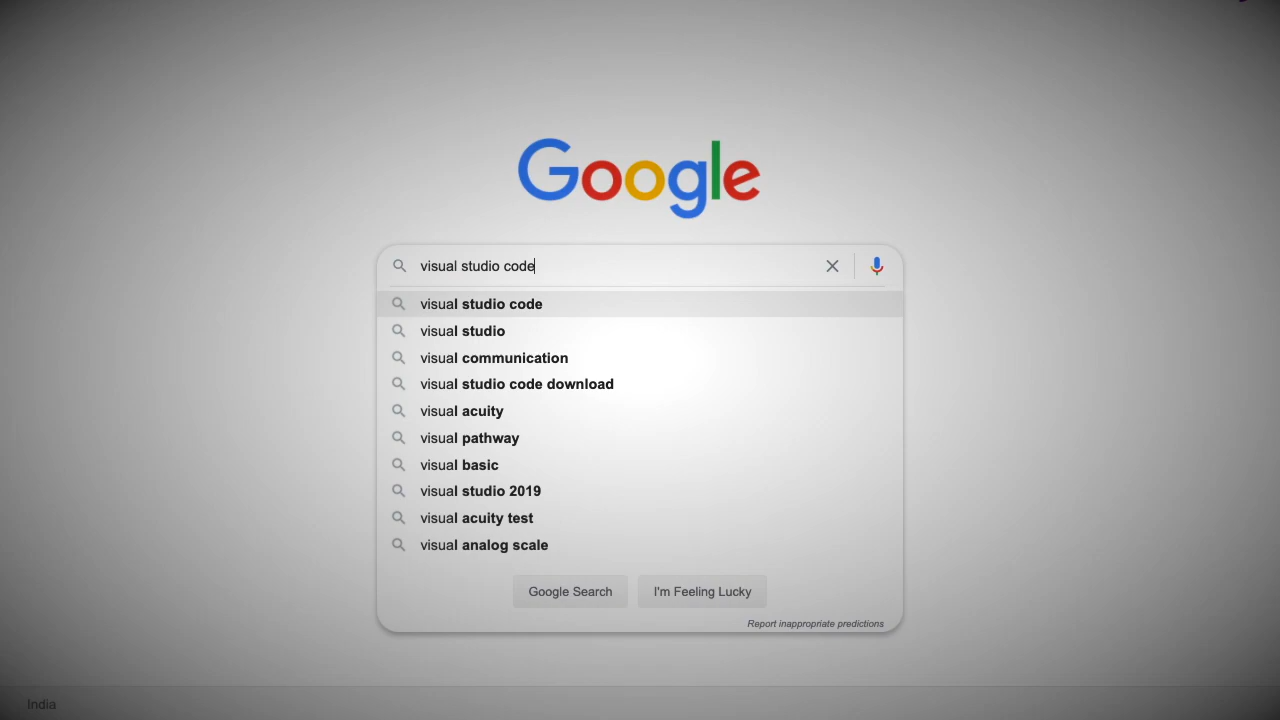 Google
visual studio code
visual studio code
visual studio
visual communication
visual studio code download
visual acuity
visual pathway
visual basic
visual studio 2019
visual acuity test
visual analog scale
Google Search I'm Feeling Lucky
Report inappropriate predictions
India